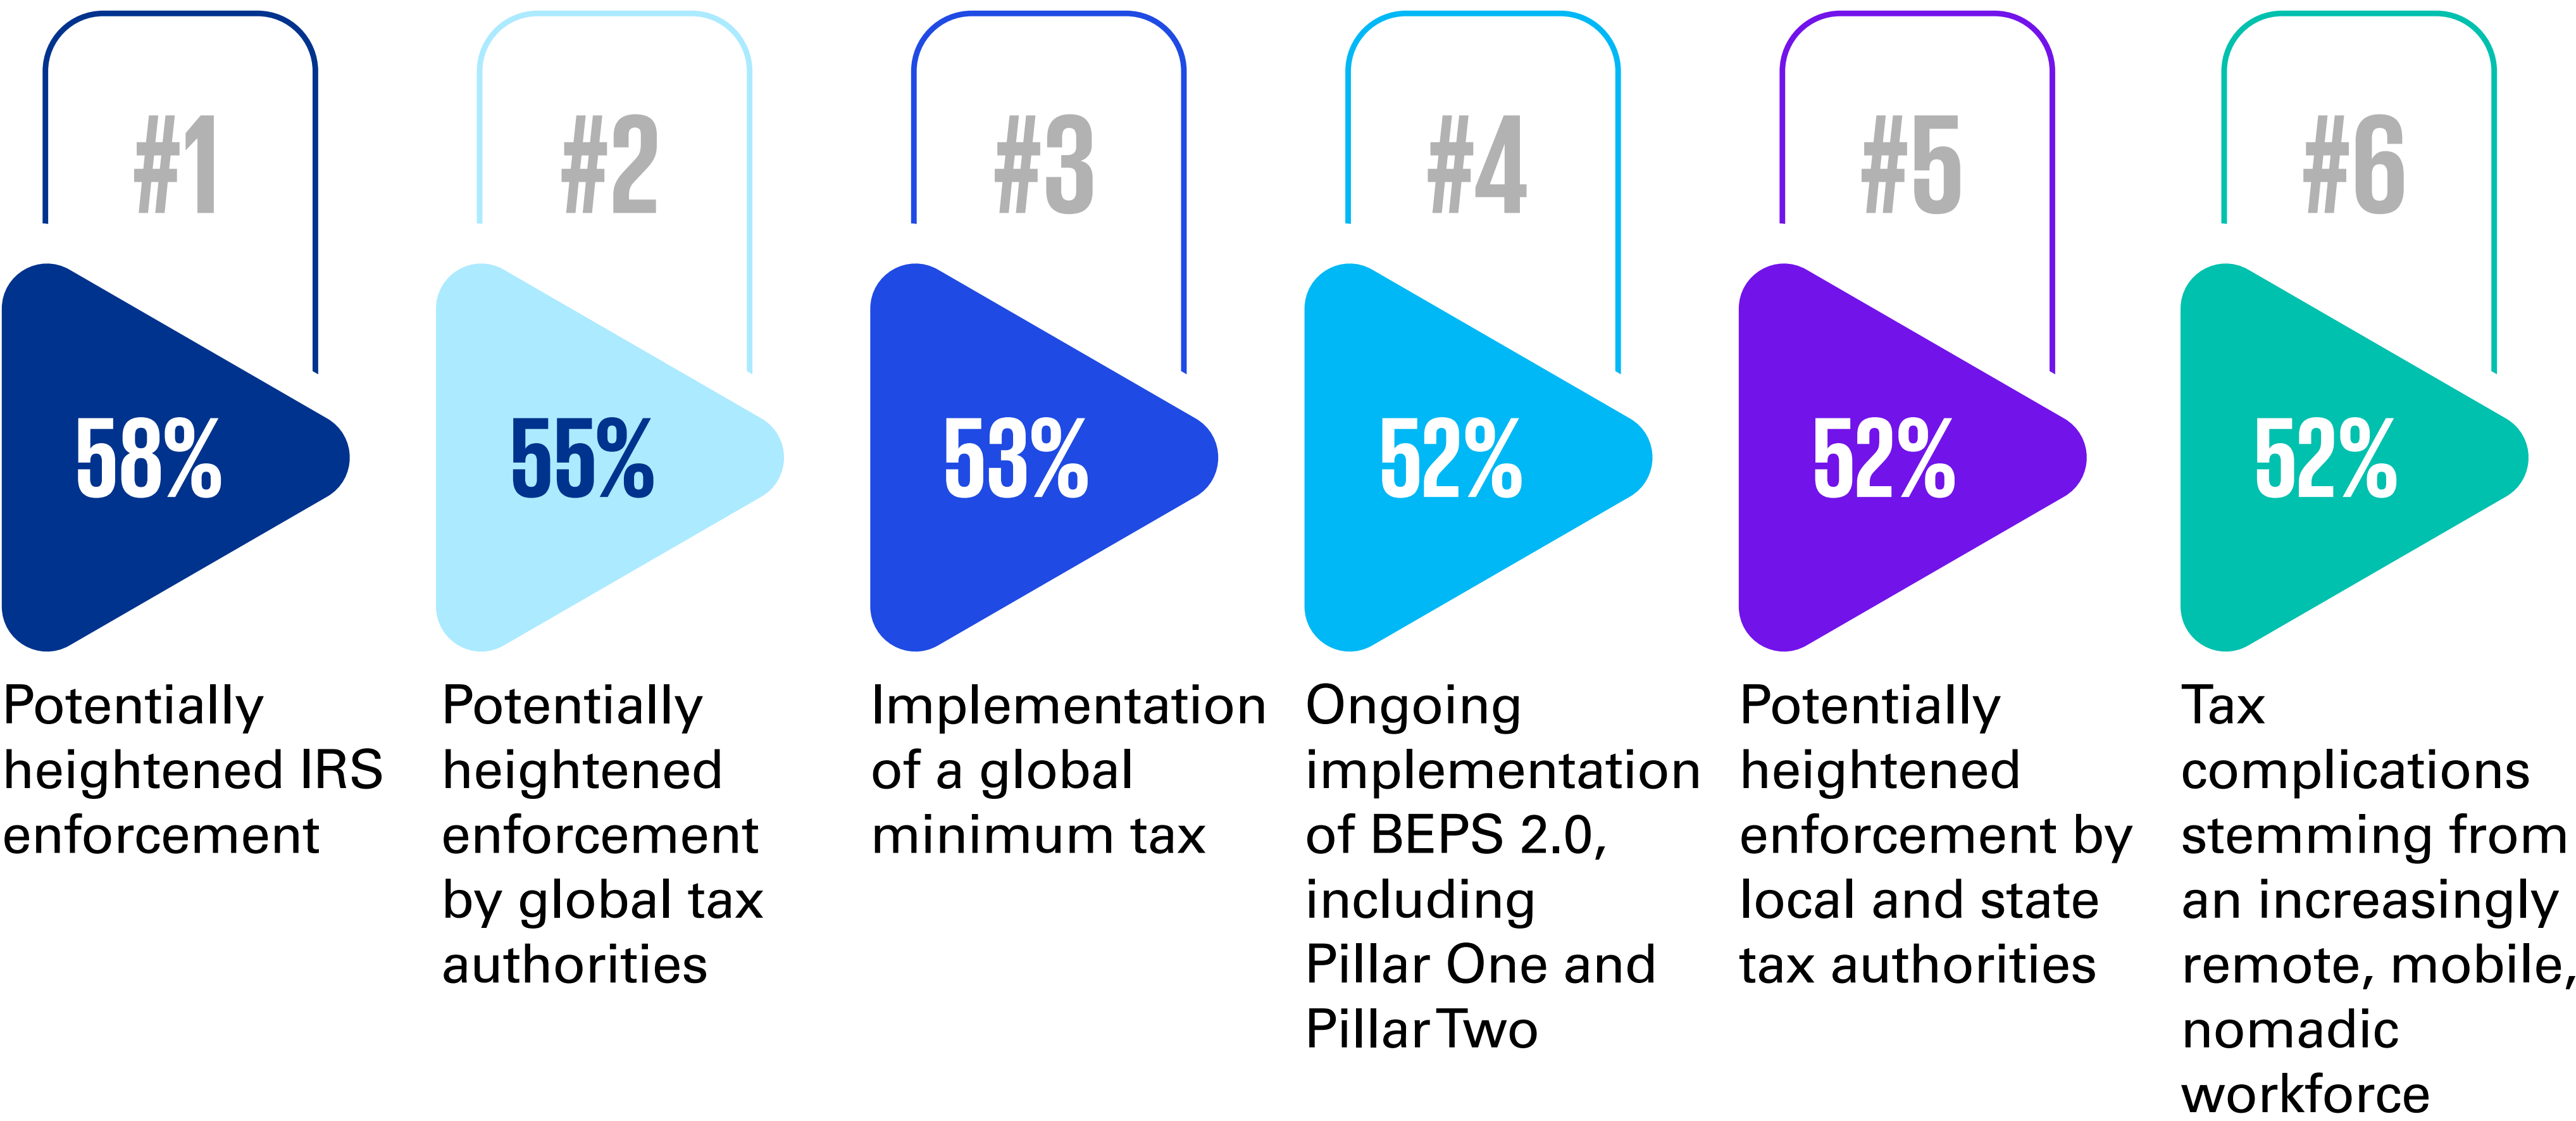 #1
58%
Potentially
heightened IRS
enforcement
#2
55%
Potentially
heightened
enforcement
by global tax
authorities
#3
53%
Implementation
of a global
minimum tax
#4
52%
Ongoing
implementation
of BEPS 2.0,
including
Pillar One and
Pillar Two
#5
52%
Potentially
heightened
enforcement by
local and state
tax authorities
#6
52%
Tax
complications
stemming from
an increasingly
remote, mobile,
nomadic
workforce